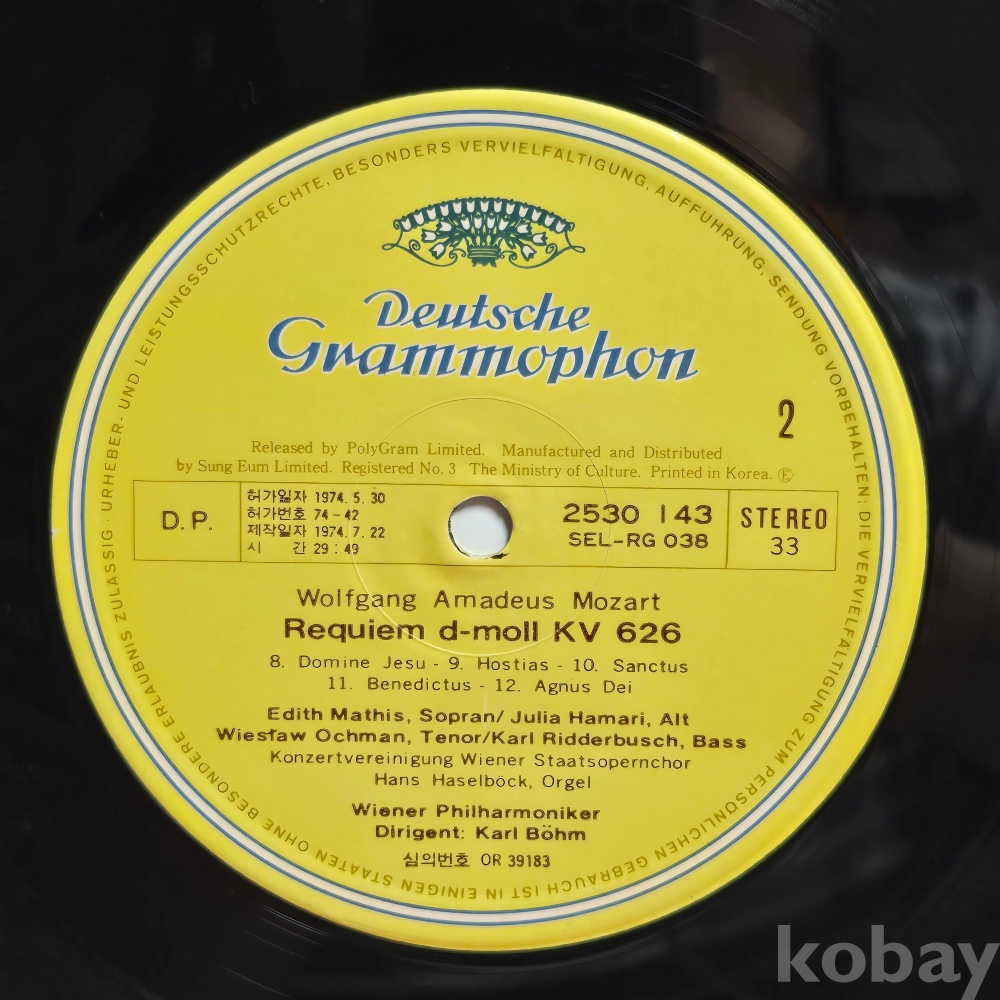 URHEBER- UND LEISTUNGSSCHUTZRECHTE, BESONDERS VERVIELFÄLTIGUNG, AUFFÜHRUNG, SENDUNG VORBEHALTEN; DIE VERVIELFÄLTIGUNG ZUM PERSÖNLICHEN GEBRAUCH IST IN EINIGEN STAATEN OHNE BESONDERE ERLAUBNIS ZULÄSSIG ·
Deutsche
Grammophon
2
Released by PolyGram Limited. Manufactured and Distributed
by Sung Eum Limited. Registered No. 3 The Ministry of Culture. Printed in Korea. Ⓔ
D.P.
허가일자 1974. 5. 30
허가번호 74-42
제작일자 1974. 7. 22
시 간 29 : 49
2530 143
SEL-RG 038
STEREO
33
Wolfgang Amadeus Mozart
Requiem d-moll KV 626
8. Domine Jesu - 9. Hostias - 10. Sanctus
11. Benedictus - 12. Agnus Dei
Edith Mathis, Sopran/ Julia Hamari, Alt
Wiesław Ochman, Tenor/Karl Ridderbusch, Bass
Konzertvereinigung Wiener Staatsopernchor
Hans Haselböck, Orgel
Wiener Philharmoniker
Dirigent: Karl Böhm
심의번호 OR 39183
kobay